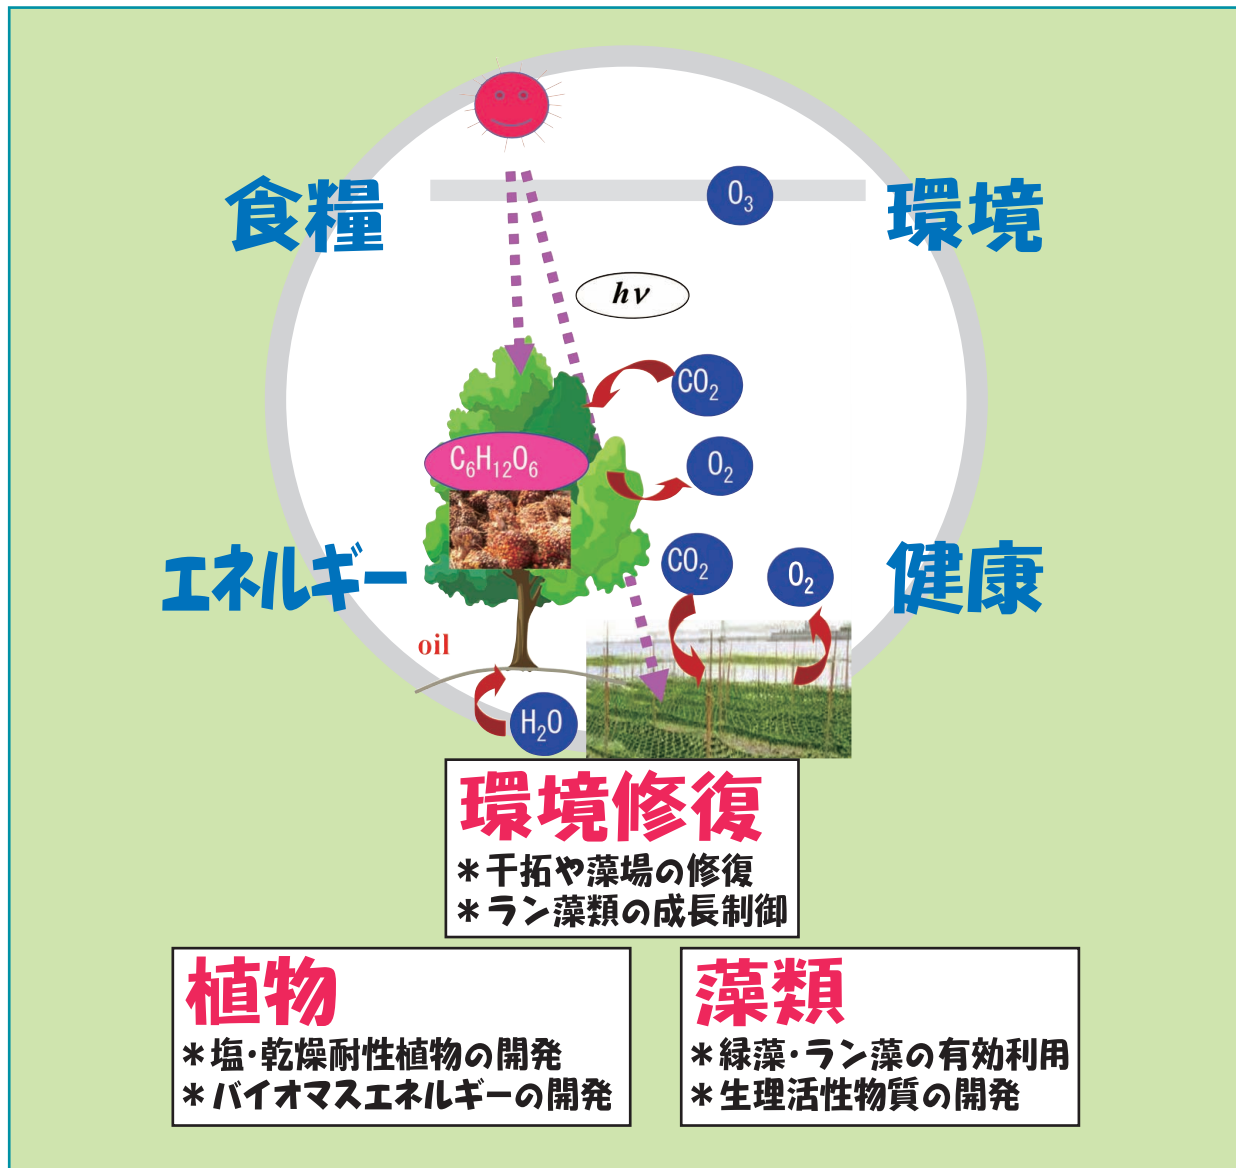 食糧
O₃
環境
hν
CO₂
C₆H₁₂O₆
O₂
エネルギー
CO₂
O₂
健康
oil
H₂O
環境修復
＊干拓や藻場の修復
＊ラン藻類の成長制御
植物
＊塩・乾燥耐性植物の開発
＊バイオマスエネルギーの開発
藻類
＊緑藻・ラン藻の有効利用
＊生理活性物質の開発